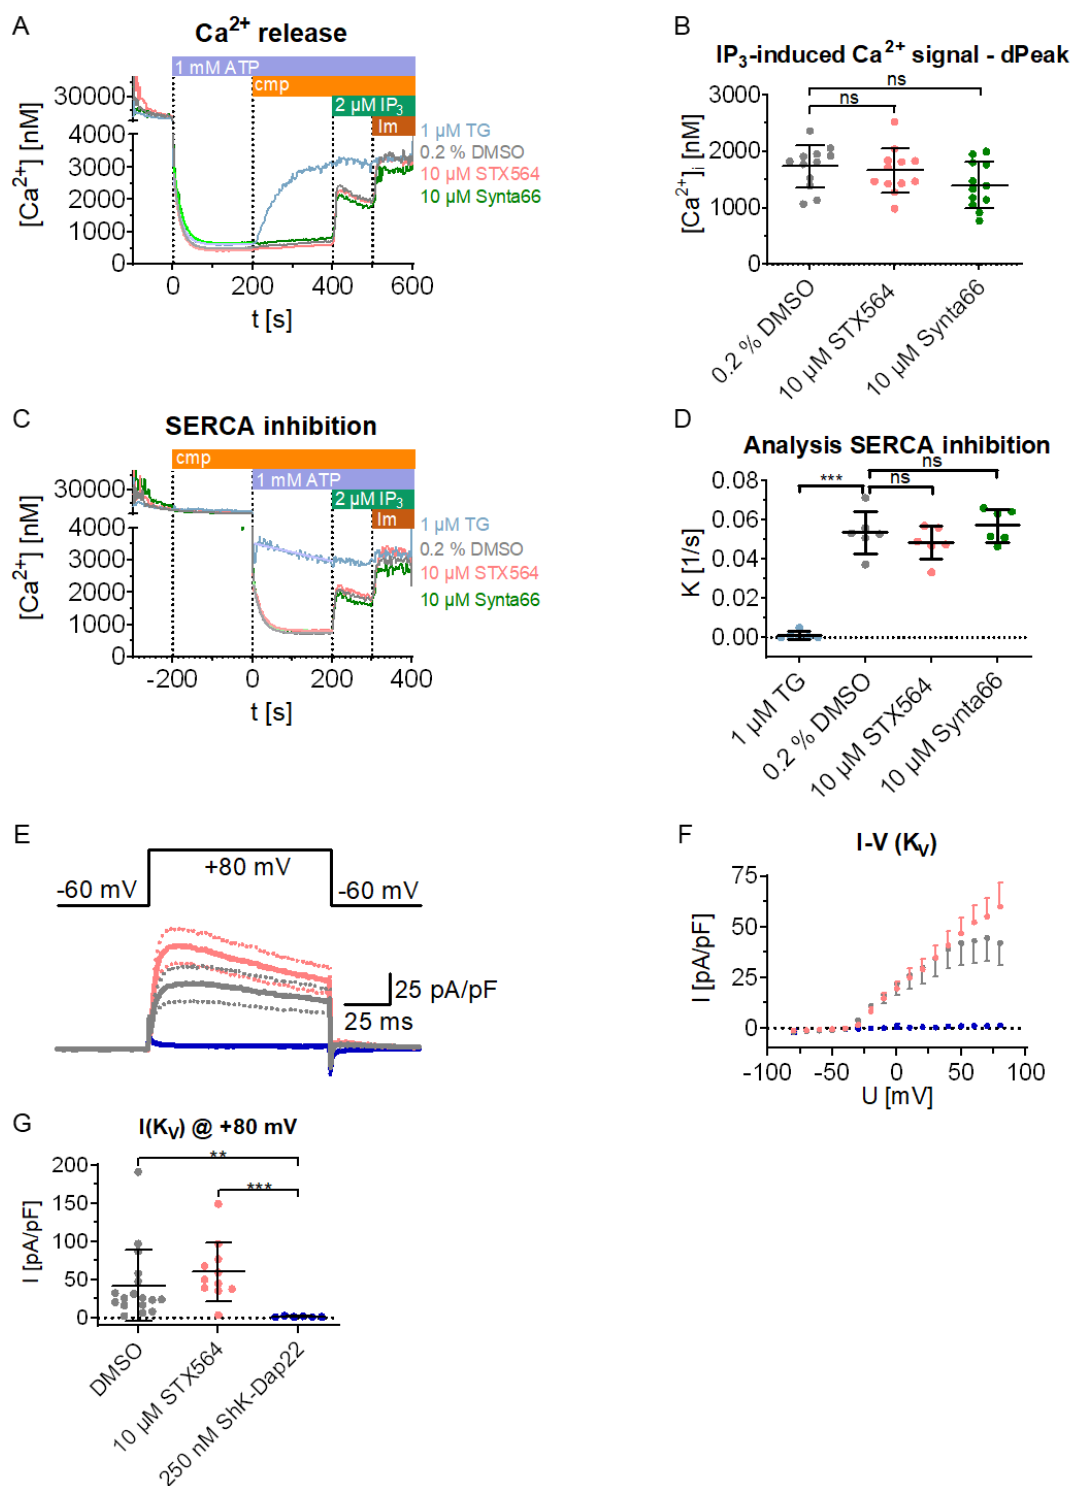 A
Ca²⁺ release
1 mM ATP
cmp
2 µM IP₃
Im
30000
4000
3000
2000
1000
0
[Ca²⁺] [nM]
0 200 400 600
t [s]
1 µM TG
0.2 % DMSO
10 µM STX564
10 µM Synta66
B
IP₃-induced Ca²⁺ signal - dPeak
ns
ns
3000
2000
1000
0
[Ca²⁺]ᵢ [nM]
0.2 % DMSO
10 µM STX564
10 µM Synta66
C
SERCA inhibition
cmp
1 mM ATP
2 µM IP₃
Im
30000
4000
3000
2000
1000
0
[Ca²⁺] [nM]
-200 0 200 400
t [s]
1 µM TG
0.2 % DMSO
10 µM STX564
10 µM Synta66
D
Analysis SERCA inhibition
ns
*** ns
0.08
0.06
0.04
0.02
0.00
K [1/s]
1 µM TG
0.2 % DMSO
10 µM STX564
10 µM Synta66
E
+80 mV
-60 mV -60 mV
25 pA/pF
25 ms
F
I-V (Kᵥ)
75
50
25
0
I [pA/pF]
-100 -50 0 50 100
U [mV]
G
I(Kᵥ) @ +80 mV
**
***
200
150
100
50
0
I [pA/pF]
DMSO
10 µM STX564
250 nM ShK-Dap22